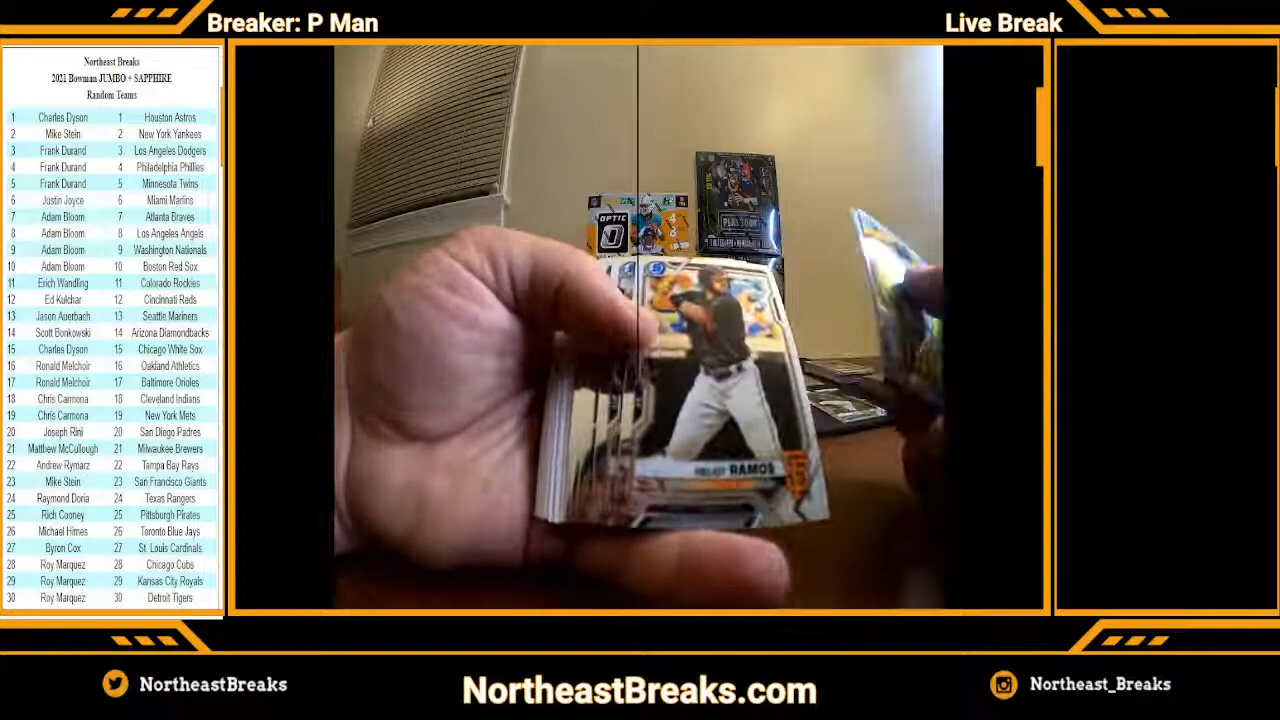 Breaker: P Man
Live Break
Northeast Breaks
2021 Bowman JUMBO + SAPPHIRE
Random Teams
1 Charles Dyson 1 Houston Astros
2 Mike Stein 2 New York Yankees
3 Frank Durand 3 Los Angeles Dodgers
4 Frank Durand 4 Philadelphia Phillies
5 Frank Durand 5 Minnesota Twins
6 Justin Joyce 6 Miami Marlins
7 Adam Bloom 7 Atlanta Braves
8 Adam Bloom 8 Los Angeles Angels
9 Adam Bloom 9 Washington Nationals
10 Adam Bloom 10 Boston Red Sox
11 Erich Wandling 11 Colorado Rockies
12 Ed Kulchar 12 Cincinnati Reds
13 Jason Auerbach 13 Seattle Mariners
14 Scott Bonkowski 14 Arizona Diamondbacks
15 Charles Dyson 15 Chicago White Sox
16 Ronald Melchoir 16 Oakland Athletics
17 Ronald Melchoir 17 Baltimore Orioles
18 Chris Carmona 18 Cleveland Indians
19 Chris Carmona 19 New York Mets
20 Joseph Rini 20 San Diego Padres
21 Matthew McCullough 21 Milwaukee Brewers
22 Andrew Rymarz 22 Tampa Bay Rays
23 Mike Stein 23 San Francisco Giants
24 Raymond Doria 24 Texas Rangers
25 Rich Cooney 25 Pittsburgh Pirates
26 Michael Himes 26 Toronto Blue Jays
27 Byron Cox 27 St. Louis Cardinals
28 Roy Marquez 28 Chicago Cubs
29 Roy Marquez 29 Kansas City Royals
30 Roy Marquez 30 Detroit Tigers
OPTIC
PLAYBOOK
RAMOS
NortheastBreaks
NortheastBreaks.com
Northeast_Breaks